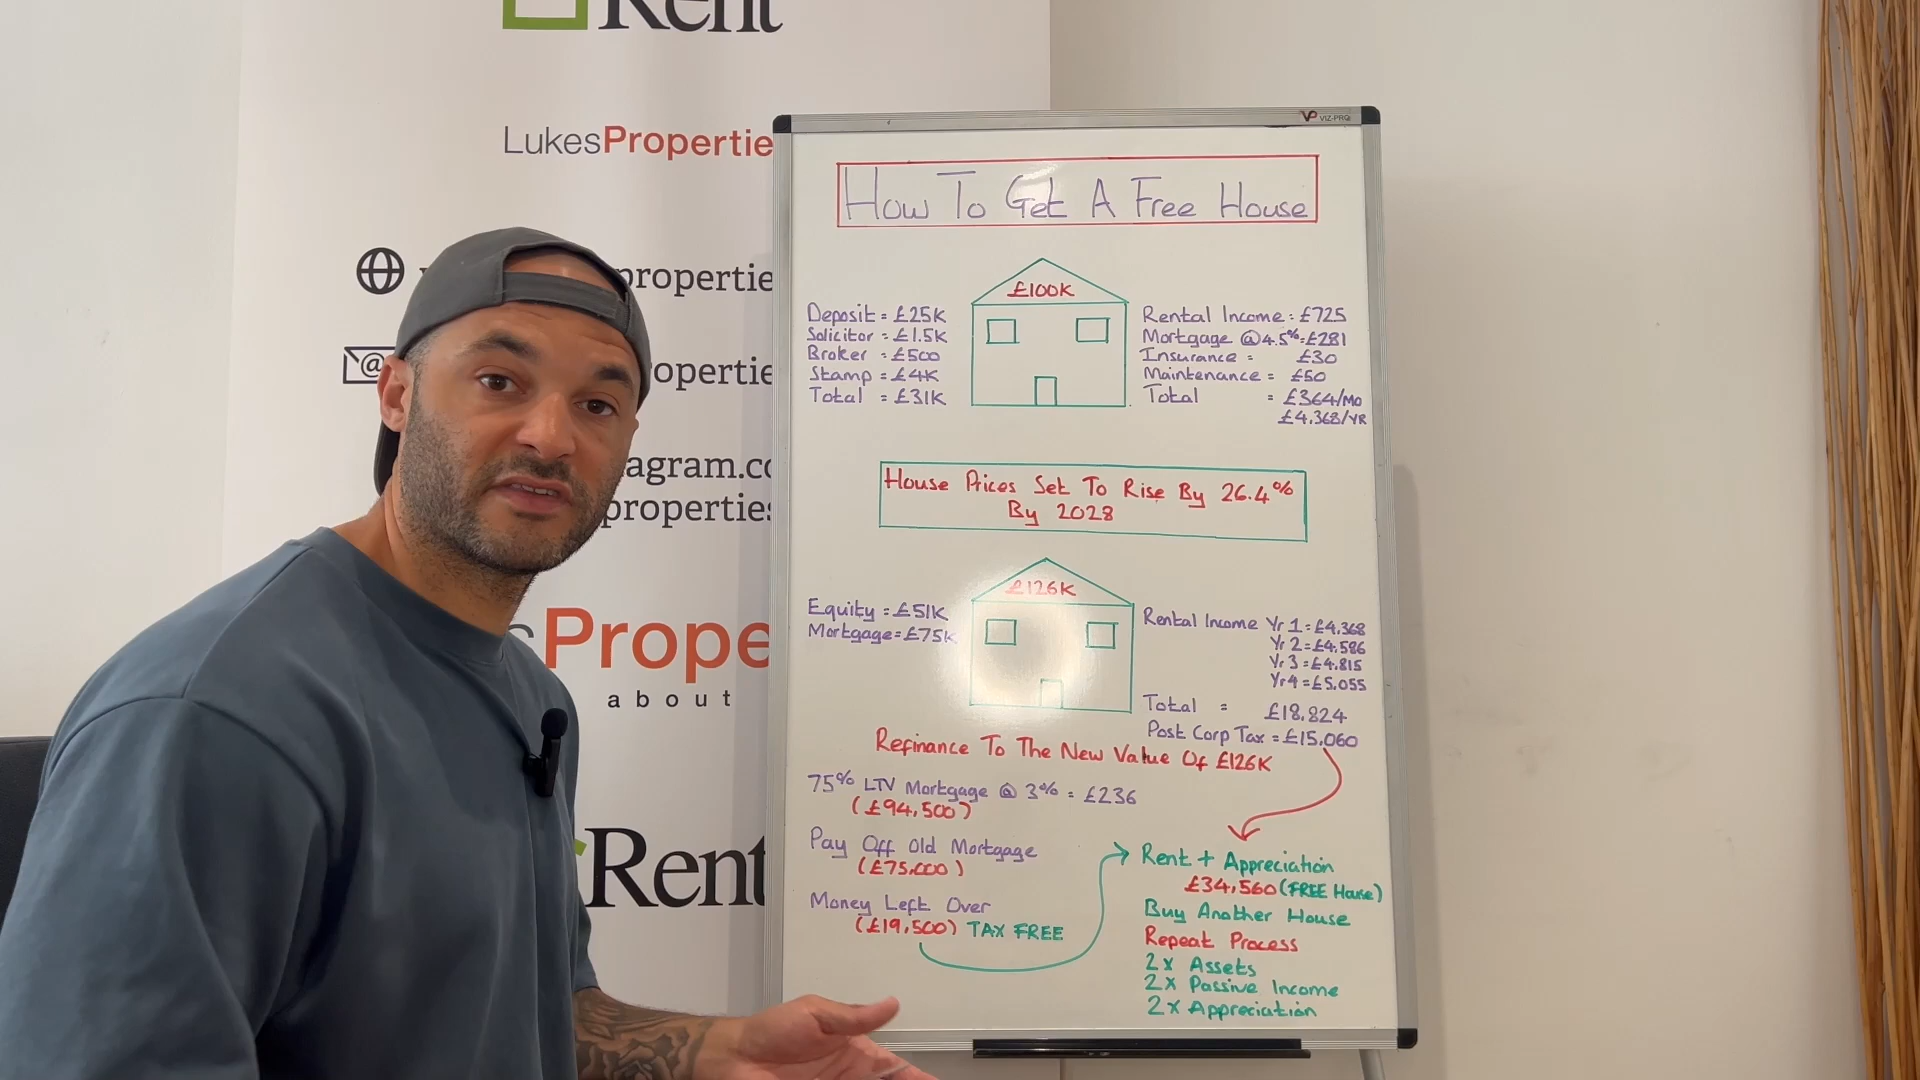 Rent
LukesPropertie
propertie
@
opertie
agram.co
properties
sPrope
about
Rent
VP VIZ-PRO
How To Get A Free House
£100K
Deposit = £25K
Solicitor = £1.5K
Broker = £500
Stamp = £4K
Total = £31K
Rental Income: £725
Mortgage @4.5%=£281
Insurance = £30
Maintenance = £50
Total = £364/MO
£4,368/YR
House Prices Set To Rise By 26.4%
By 2028
£126K
Equity = £51K
Mortgage=£75K
Rental Income Yr 1 = £4,368
Yr 2 = £4,586
Yr 3 = £4,815
Yr 4 = £5,055
Total = £18,824
Post Corp Tax = £15,060
Refinance To The New Value Of £126K
75% LTV Mortgage @ 3% = £236
(£94,500)
Pay Off Old Mortgage
(£75,000)
Money Left Over
(£19,500) TAX FREE
Rent + Appreciation
£34,560 (FREE House)
Buy Another House
Repeat Process
2x Assets
2x Passive Income
2x Appreciation